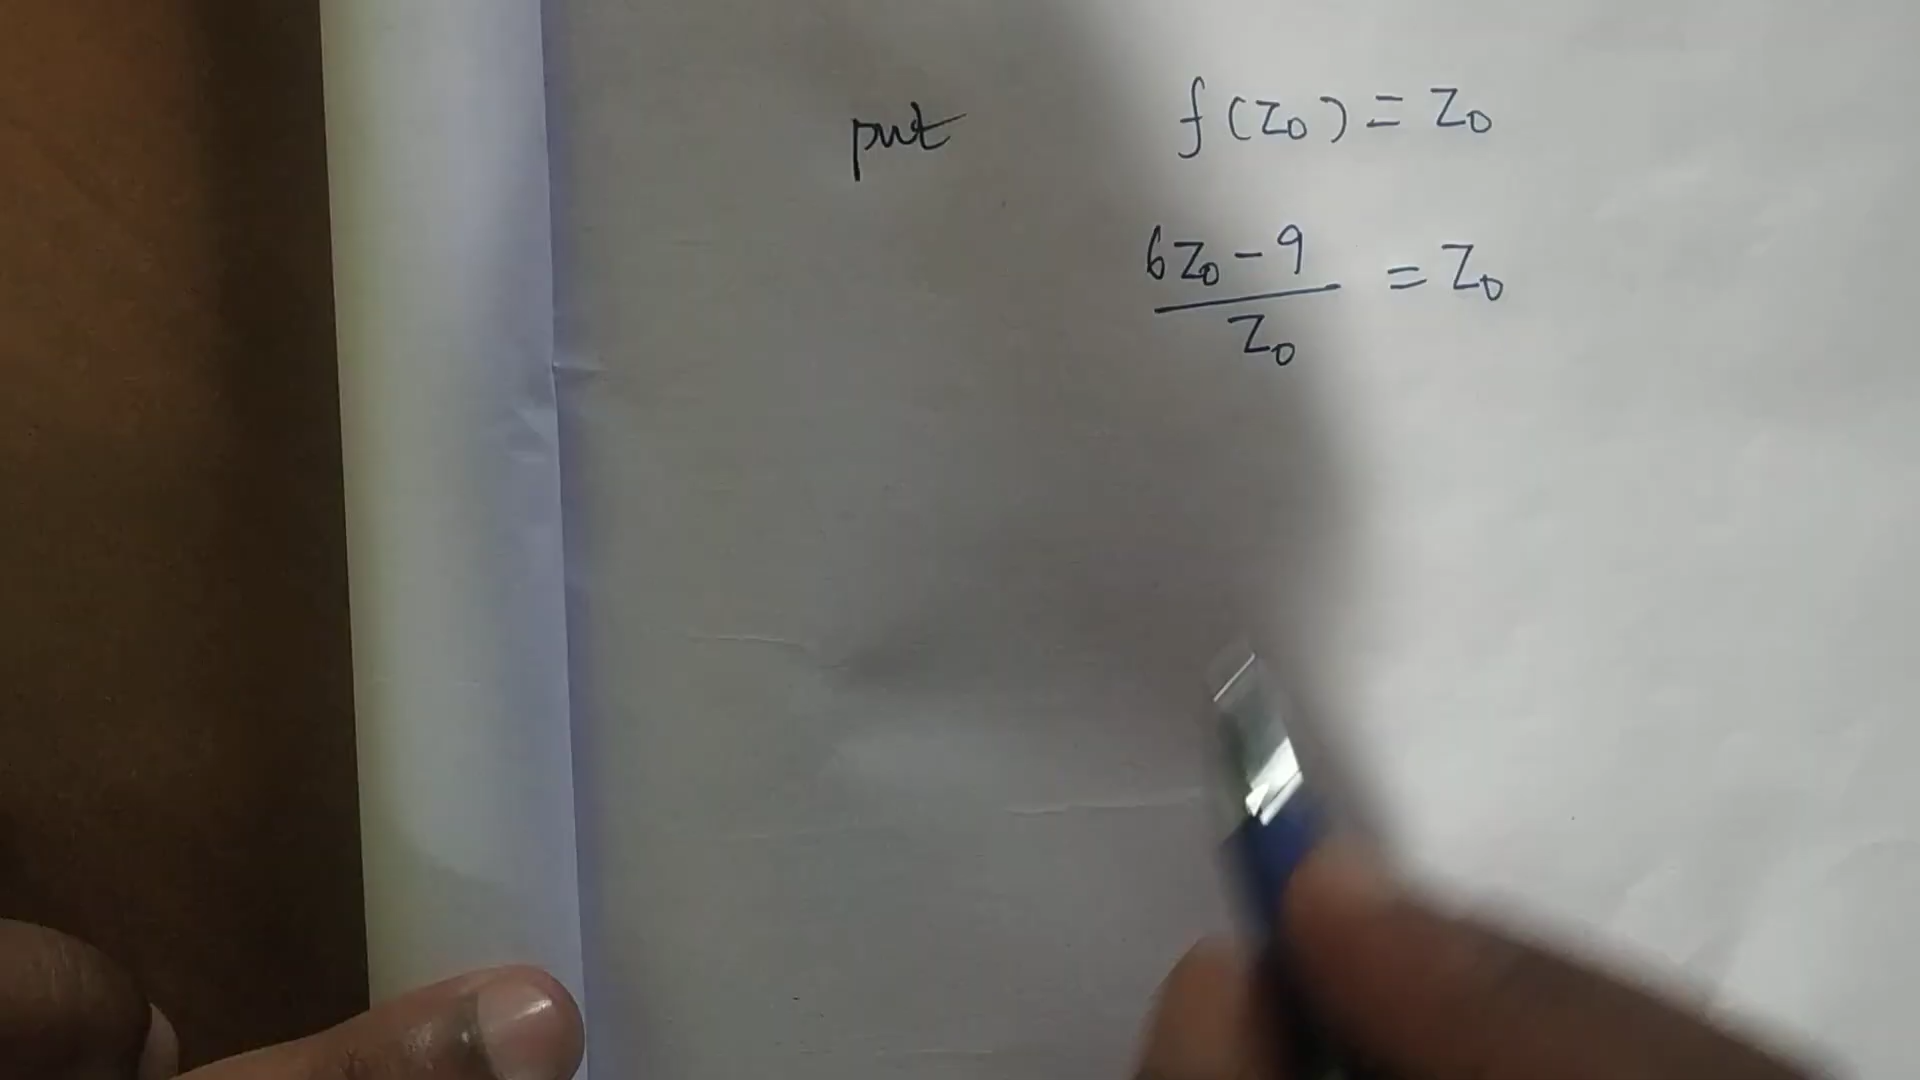 put f(z₀) = z₀
6z₀ - 9 / z₀ = z₀